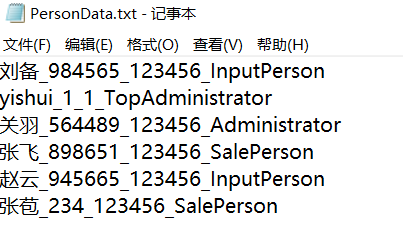 PersonData.txt - 记事本
文件(F) 编辑(E) 格式(O) 查看(V) 帮助(H)
刘备_984565_123456_InputPerson
yishui_1_1_TopAdministrator
关羽_564489_123456_Administrator
张飞_898651_123456_SalePerson
赵云_945665_123456_InputPerson
张苞_234_123456_SalePerson